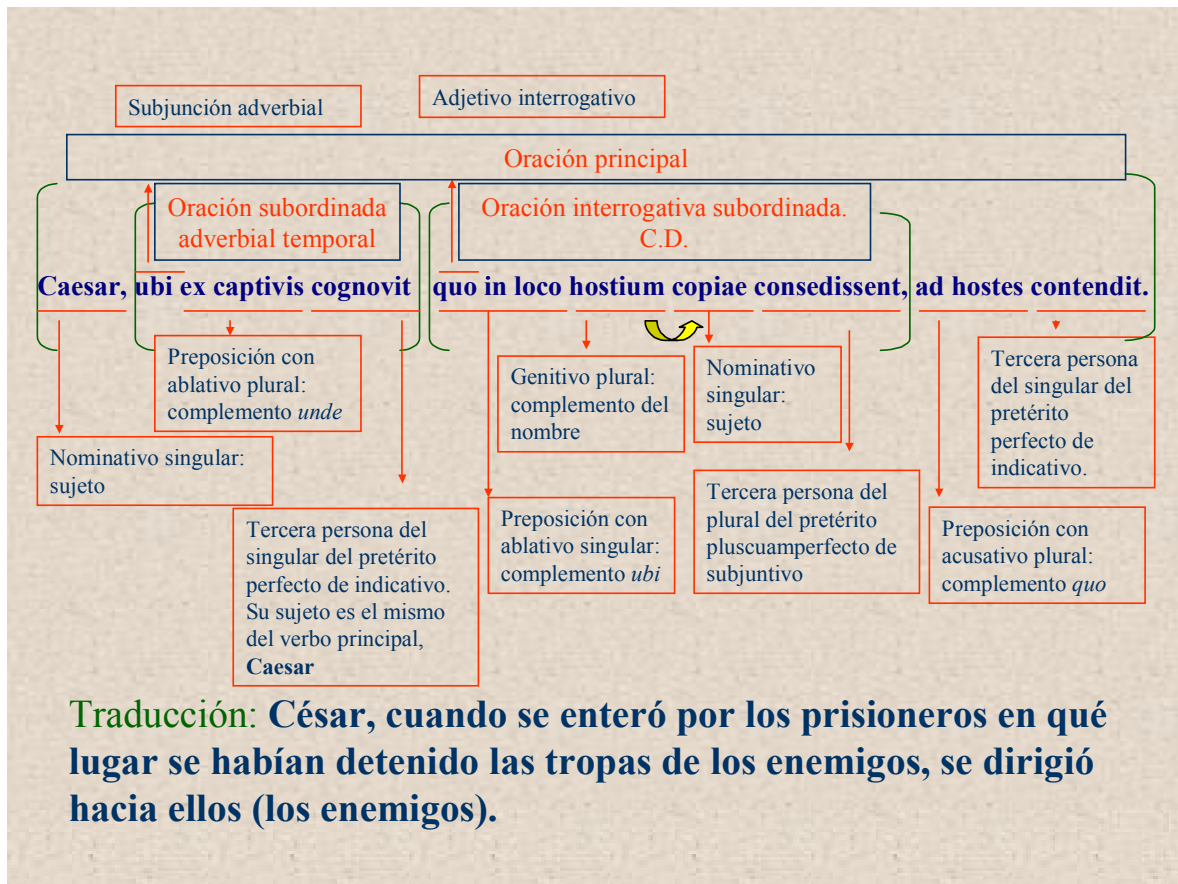 Subjunción adverbial
Adjetivo interrogativo
Oración principal
Oración subordinada
adverbial temporal
Oración interrogativa subordinada.
C.D.
Caesar, ubi ex captivis cognovit quo in loco hostium copiae consedissent, ad hostes contendit.
Preposición con
ablativo plural:
complemento unde
Genitivo plural:
complemento del
nombre
Nominativo
singular:
sujeto
Tercera persona
del singular del
pretérito
perfecto de
indicativo.
Nominativo singular:
sujeto
Tercera persona del
singular del pretérito
perfecto de indicativo.
Su sujeto es el mismo
del verbo principal,
Caesar
Preposición con
ablativo singular:
complemento ubi
Tercera persona del
plural del pretérito
pluscuamperfecto de
subjuntivo
Preposición con
acusativo plural:
complemento quo
Traducción: César, cuando se enteró por los prisioneros en qué
lugar se habían detenido las tropas de los enemigos, se dirigió
hacia ellos (los enemigos).